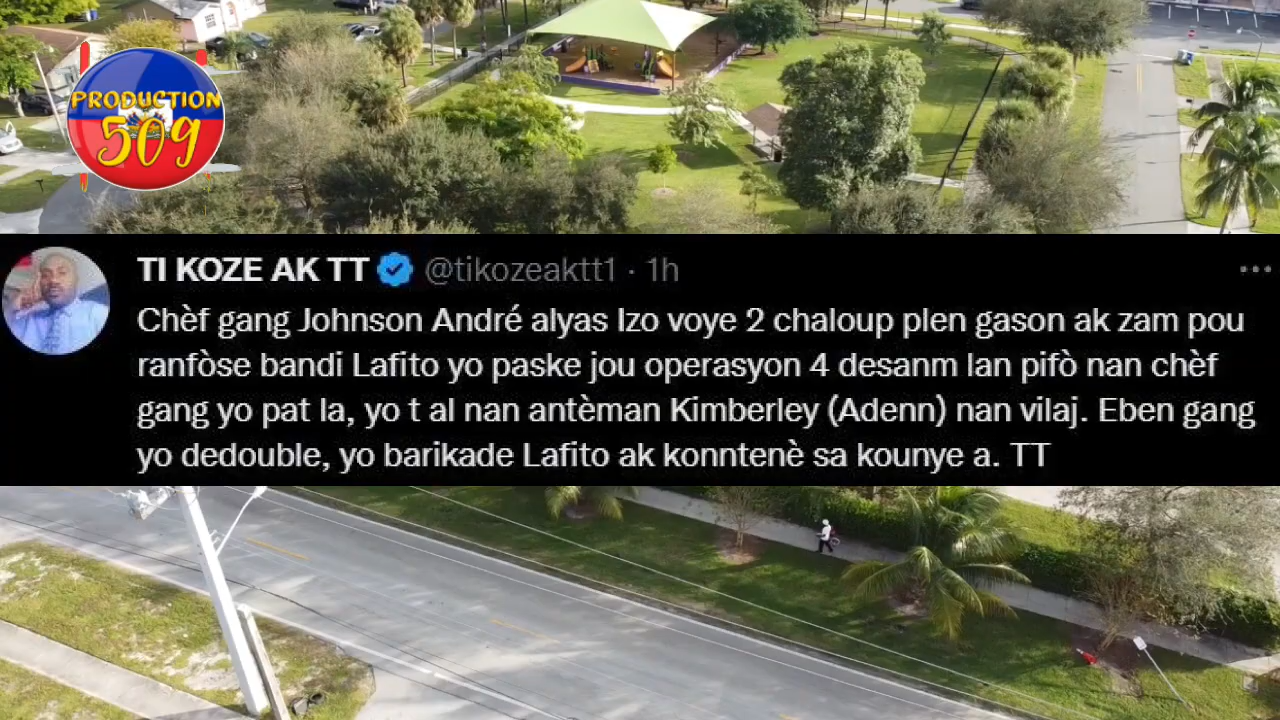 PRODUCTION
509
TI KOZE AK TT @tikozeaktt1 · 1h
Chèf gang Johnson André alyas Izo voye 2 chaloup plen gason ak zam pou
ranfòse bandi Lafito yo paske jou operasyon 4 desanm lan pifò nan chèf
gang yo pat la, yo t al nan antèman Kimberley (Adenn) nan vilaj. Eben gang
yo dedouble, yo barikade Lafito ak konntenè sa kounye a. TT